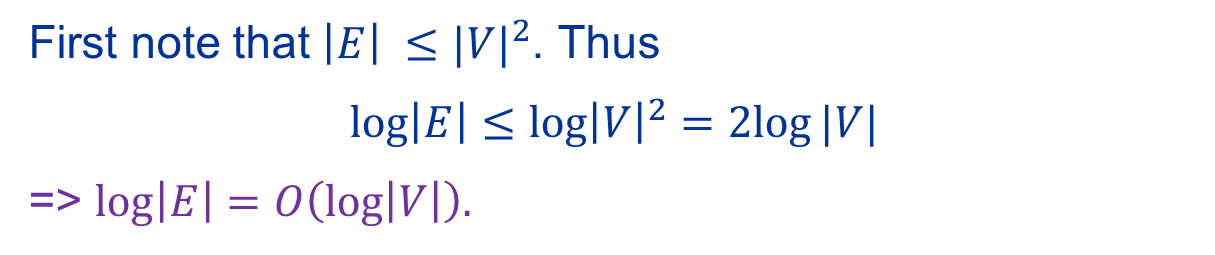 First note that |𝐸| ≤ |𝑉|². Thus
log|𝐸| ≤ log|𝑉|² = 2log |𝑉|
=> log|𝐸| = 𝑂(log|𝑉|).